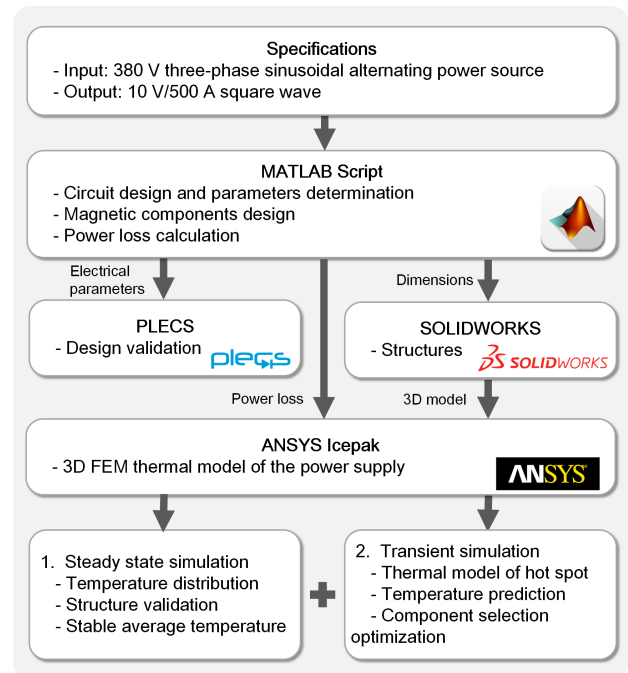 Specifications
- Input: 380 V three-phase sinusoidal alternating power source
- Output: 10 V/500 A square wave
MATLAB Script
- Circuit design and parameters determination
- Magnetic components design
- Power loss calculation
Electrical
parameters
Dimensions
PLECS
- Design validation
plecs
SOLIDWORKS
- Structures
SOLIDWORKS
Power loss
3D model
ANSYS Icepak
- 3D FEM thermal model of the power supply
ANSYS®
1. Steady state simulation
- Temperature distribution
- Structure validation
- Stable average temperature
2. Transient simulation
- Thermal model of hot spot
- Temperature prediction
- Component selection
optimization